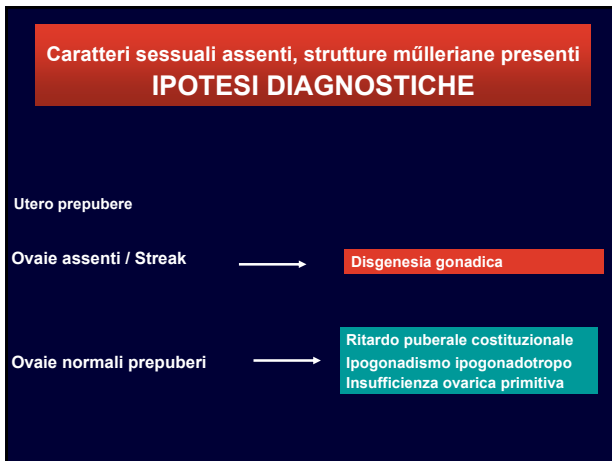 Caratteri sessuali assenti, strutture műlleriane presenti
IPOTESI DIAGNOSTICHE
Utero prepubere
Ovaie assenti / Streak
Disgenesia gonadica
Ovaie normali prepuberi
Ritardo puberale costituzionale
Ipogonadismo ipogonadotropo
Insufficienza ovarica primitiva